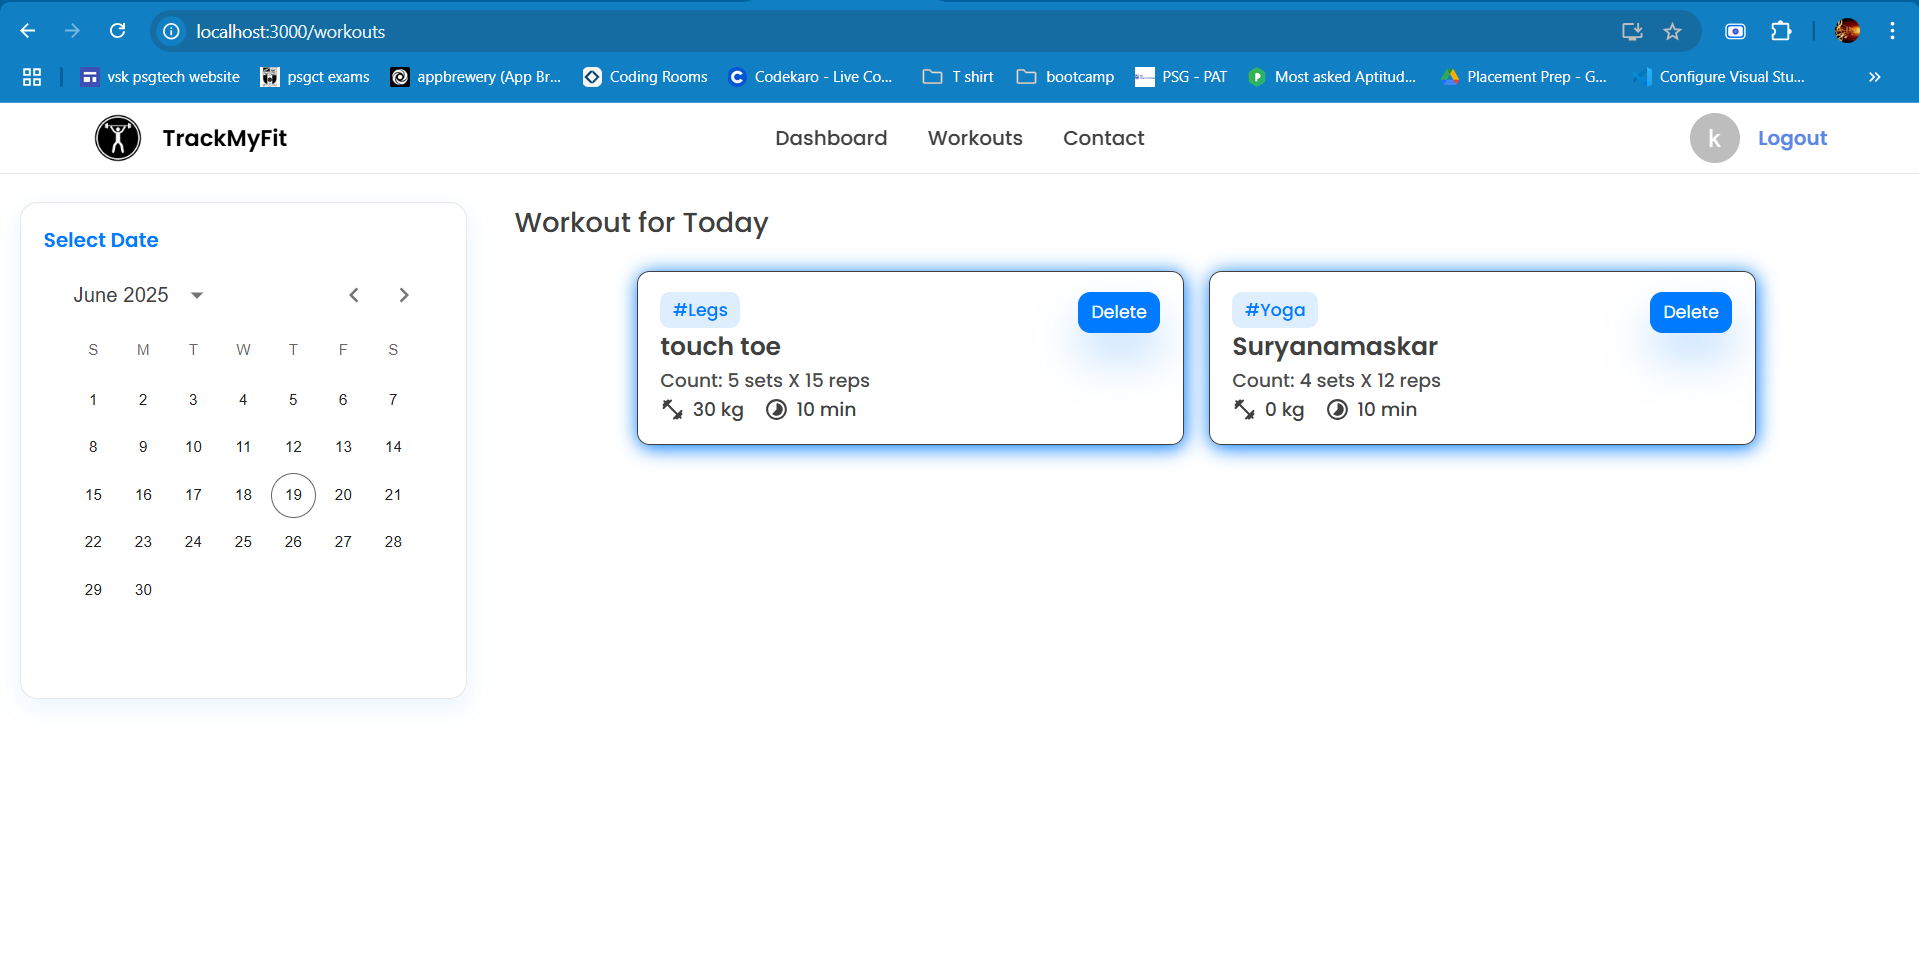 localhost:3000/workouts
vsk psgtech website psgct exams appbrewery (App Br... Coding Rooms Codekaro - Live Co... T shirt bootcamp PSG - PAT Most asked Aptitud... Placement Prep - G... Configure Visual Stu...
TrackMyFit Dashboard Workouts Contact k Logout
Select Date
June 2025
S M T W T F S
1 2 3 4 5 6 7
8 9 10 11 12 13 14
15 16 17 18 19 20 21
22 23 24 25 26 27 28
29 30
Workout for Today
#Legs Delete
touch toe
Count: 5 sets X 15 reps
30 kg 10 min
#Yoga Delete
Suryanamaskar
Count: 4 sets X 12 reps
0 kg 10 min